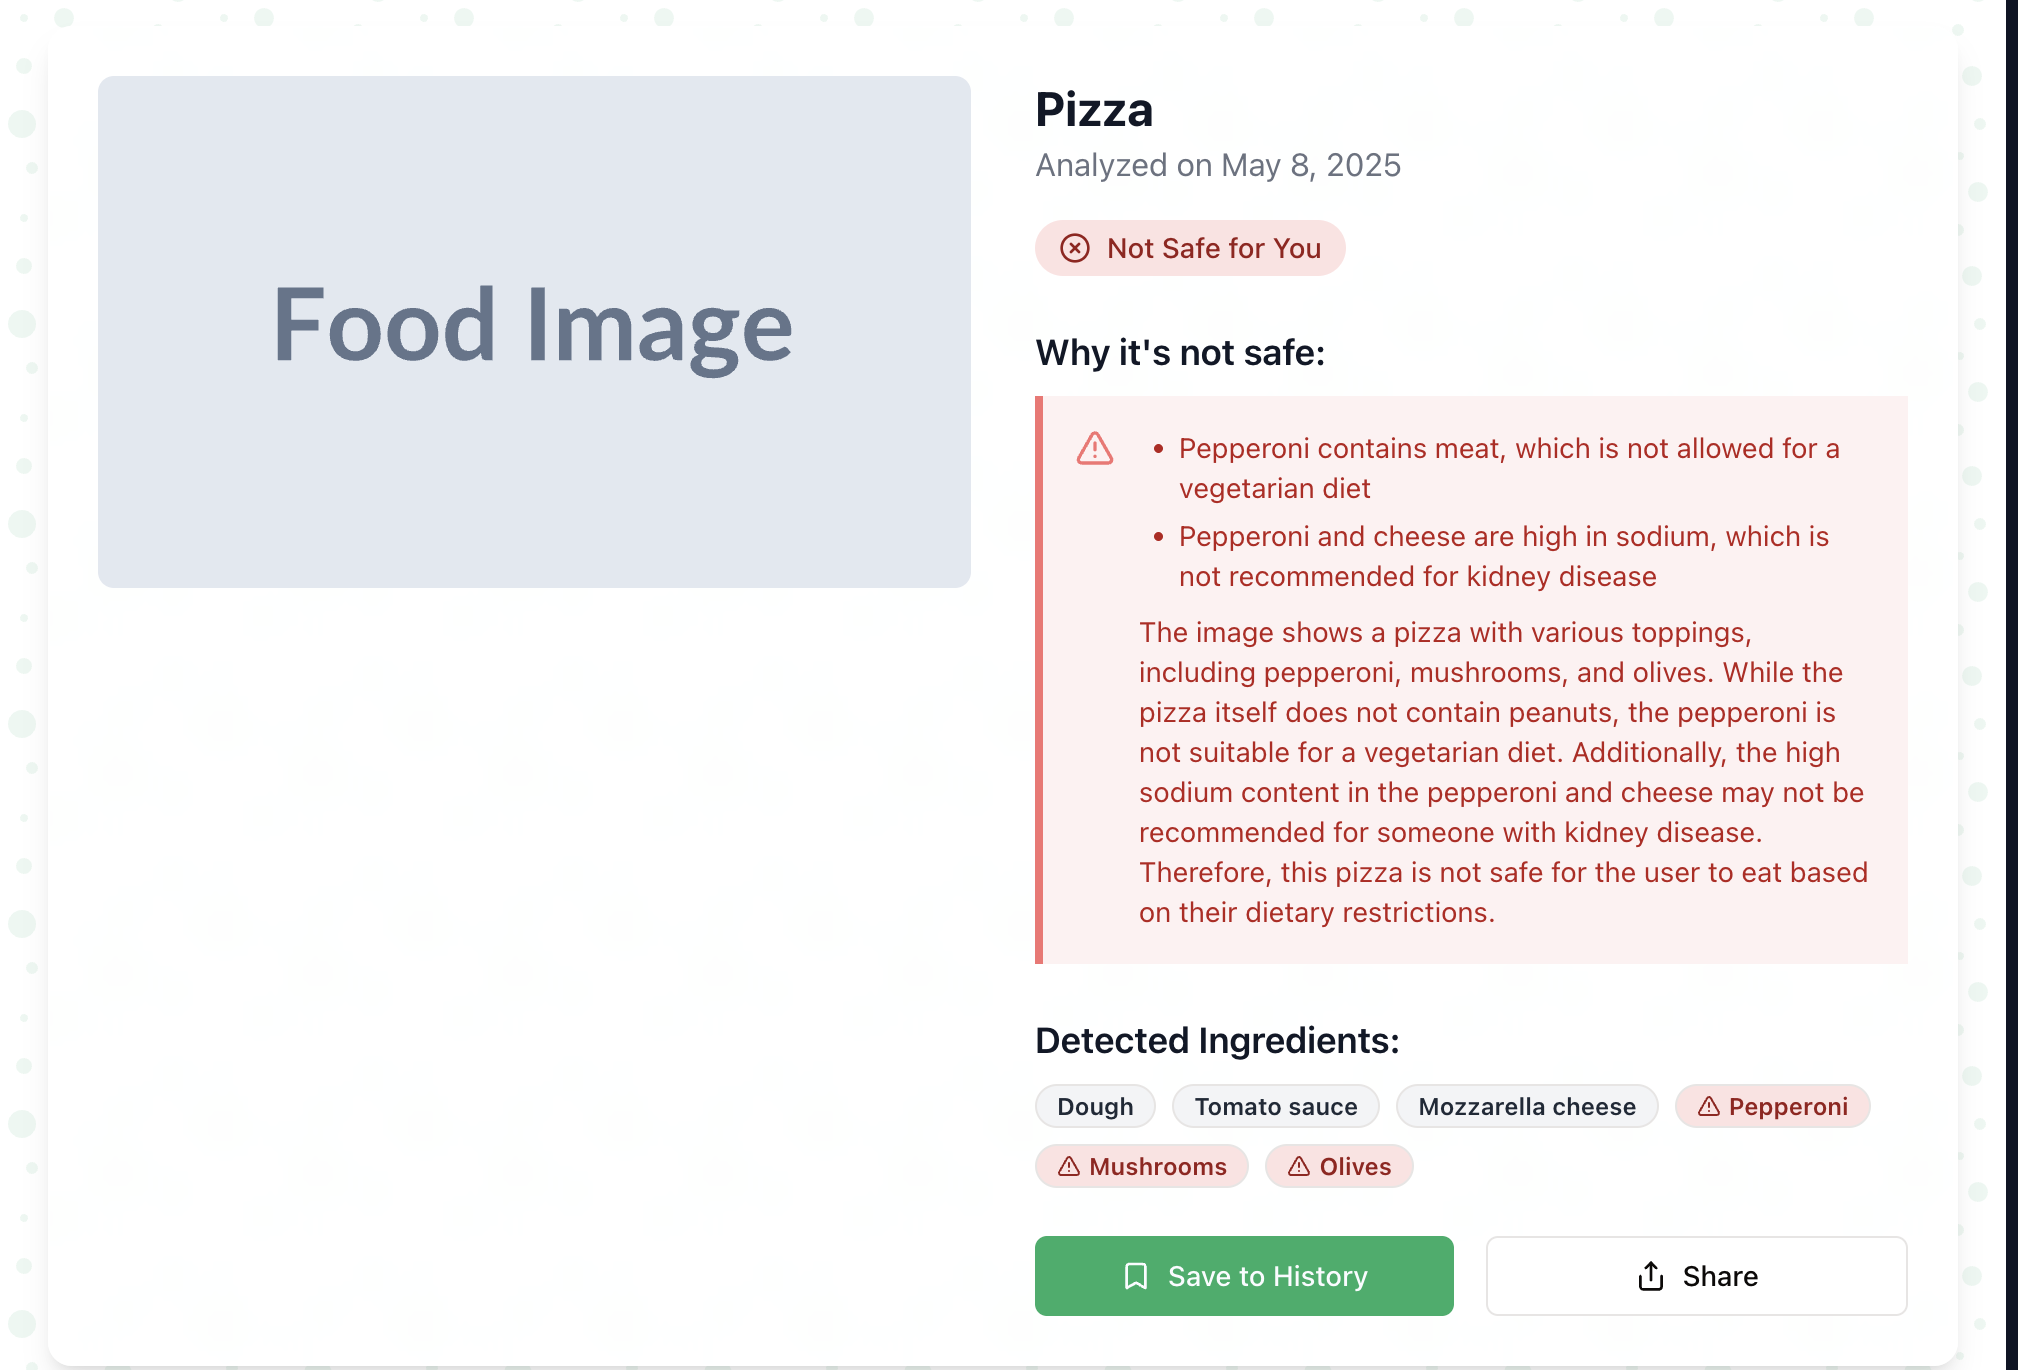 Food Image
Pizza
Analyzed on May 8, 2025
Not Safe for You
Why it's not safe:
• Pepperoni contains meat, which is not allowed for a
vegetarian diet
• Pepperoni and cheese are high in sodium, which is
not recommended for kidney disease
The image shows a pizza with various toppings,
including pepperoni, mushrooms, and olives. While the
pizza itself does not contain peanuts, the pepperoni is
not suitable for a vegetarian diet. Additionally, the high
sodium content in the pepperoni and cheese may not be
recommended for someone with kidney disease.
Therefore, this pizza is not safe for the user to eat based
on their dietary restrictions.
Detected Ingredients:
Dough Tomato sauce Mozzarella cheese Pepperoni
Mushrooms Olives
Save to History Share